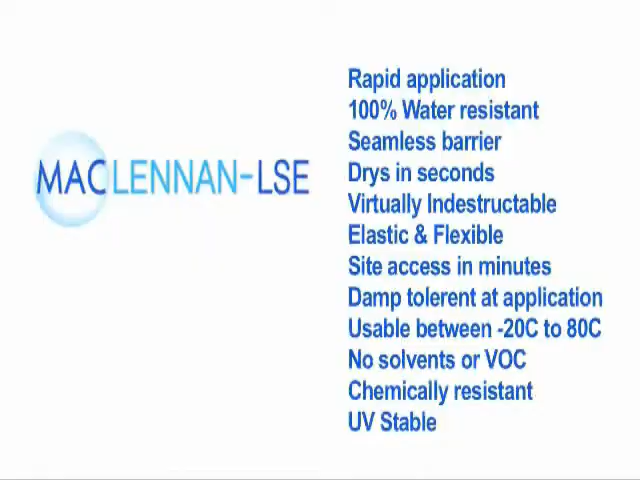 MACLENNAN-LSE
Rapid application
100% Water resistant
Seamless barrier
Drys in seconds
Virtually Indestructable
Elastic & Flexible
Site access in minutes
Damp tolerent at application
Usable between -20C to 80C
No solvents or VOC
Chemically resistant
UV Stable